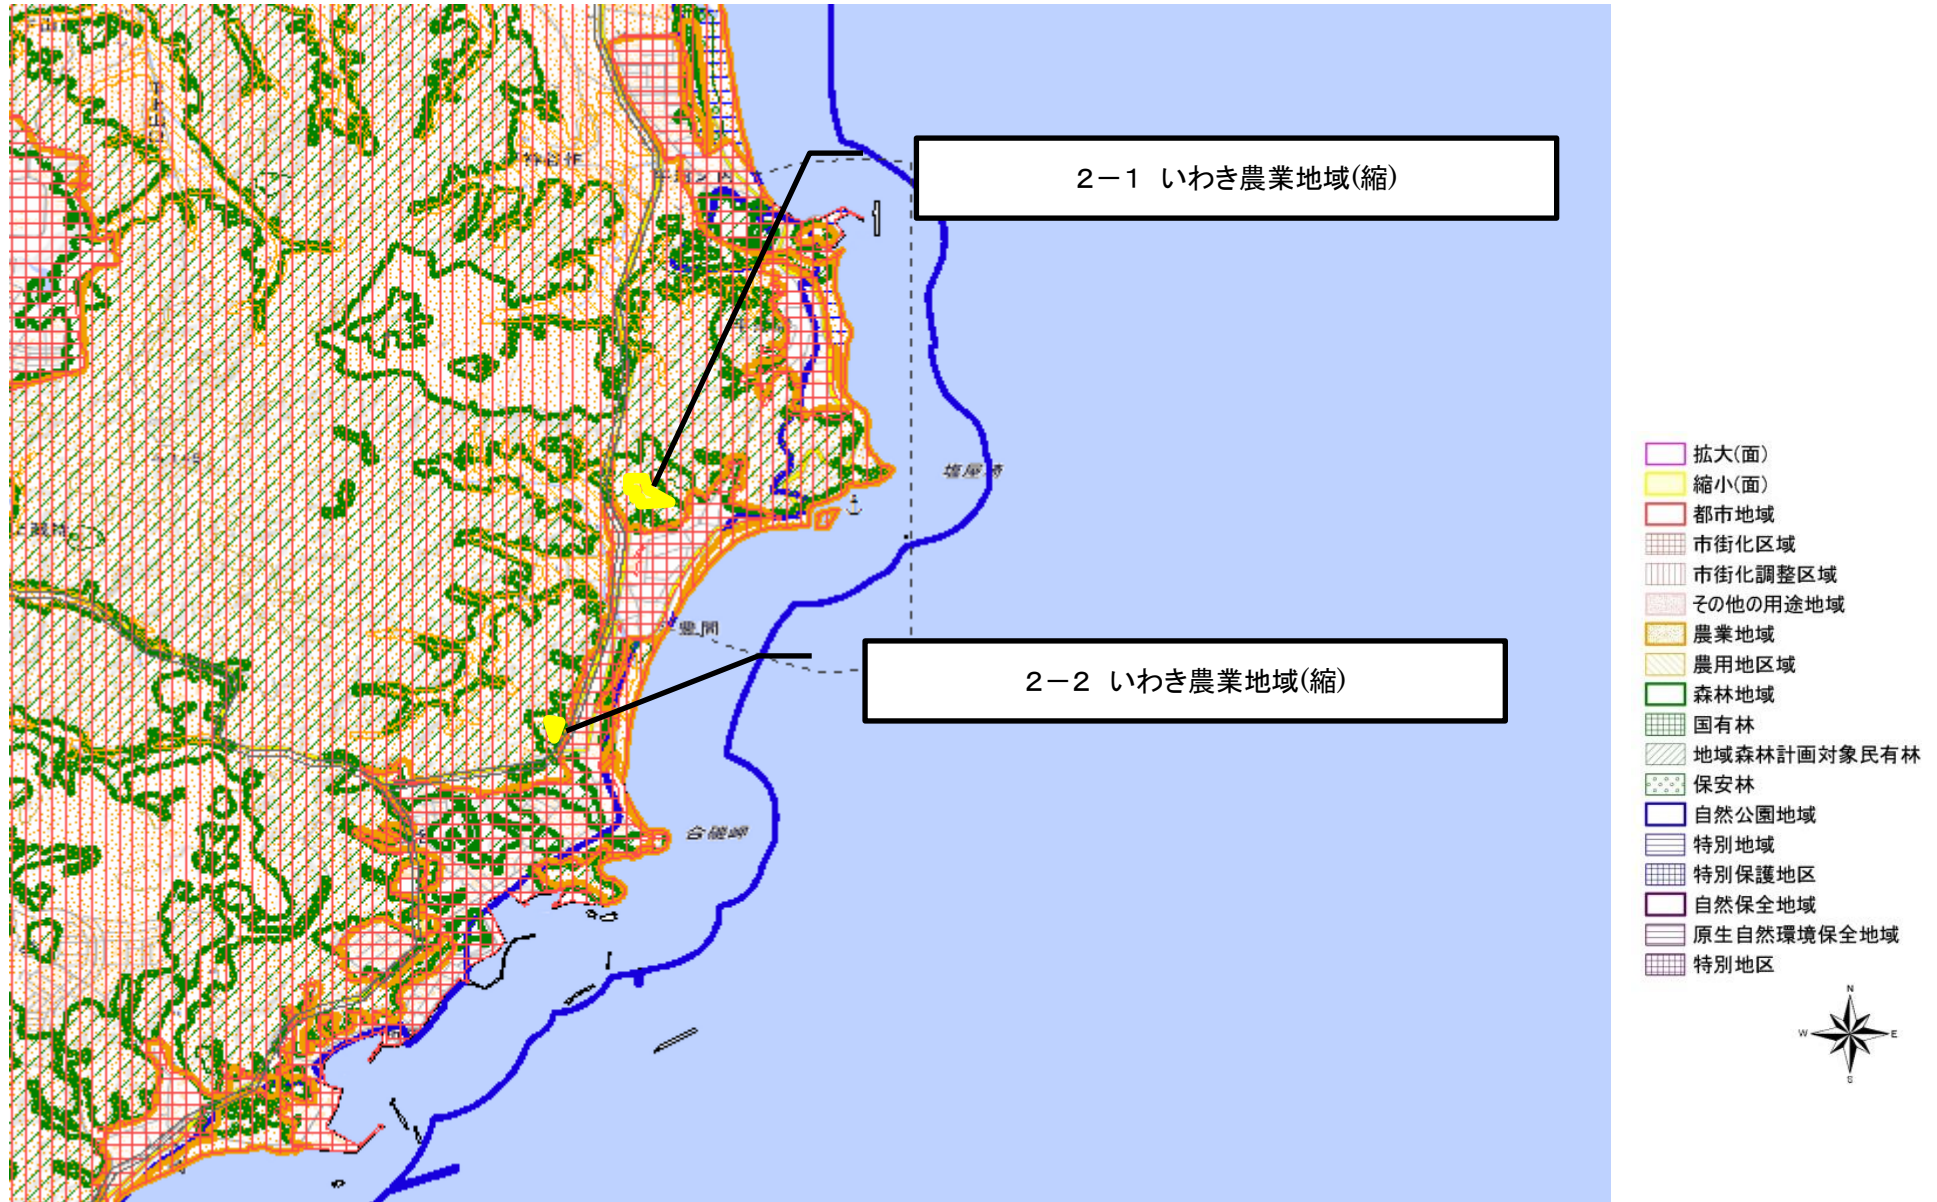 2－1 いわき農業地域(縮)
塩屋崎
豊間
2－2 いわき農業地域(縮)
合磯岬
拡大(面)
縮小(面)
都市地域
市街化区域
市街化調整区域
その他の用途地域
農業地域
農用地区域
森林地域
国有林
地域森林計画対象民有林
保安林
自然公園地域
特別地域
特別保護地区
自然保全地域
原生自然環境保全地域
特別地区
N
W E
S